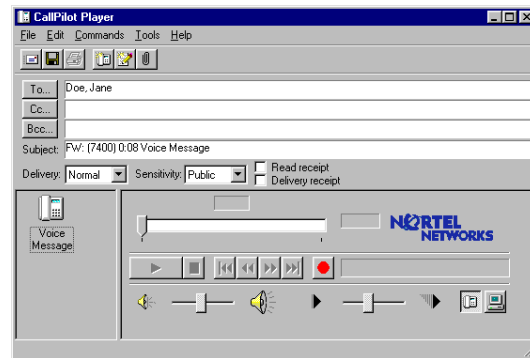 CallPilot Player
File Edit Commands Tools Help
To... Doe, Jane
Cc...
Bcc...
Subject: FW: (7400) 0:08 Voice Message
Delivery: Normal Sensitivity: Public Read receipt
Delivery receipt
Voice
Message
NORTEL
NETWORKS